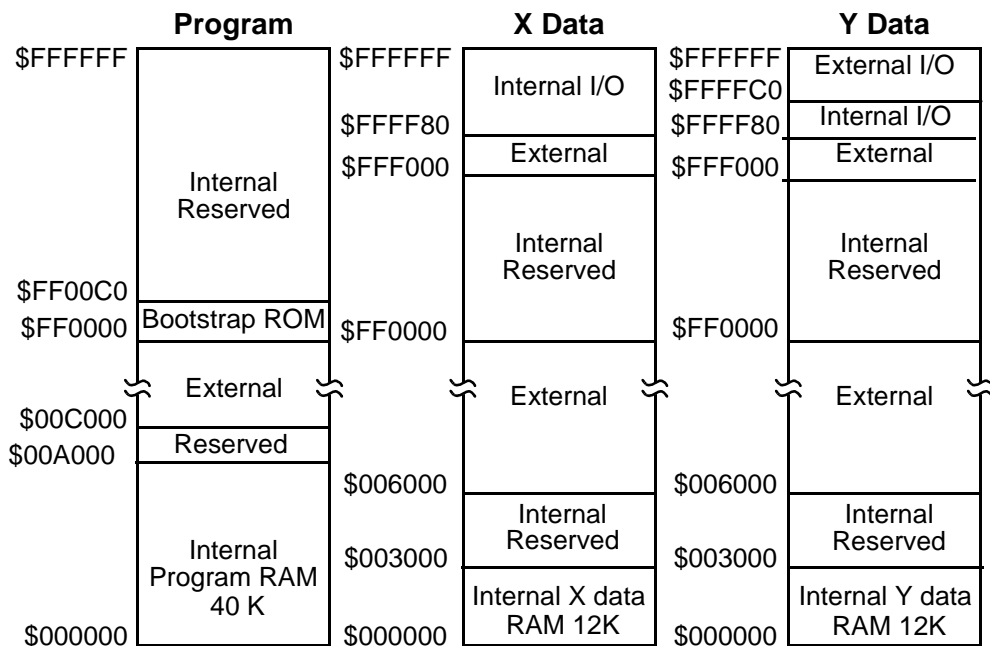 Program
$FFFFFF
Internal
Reserved
$FF00C0
Bootstrap ROM
$FF0000
External
$00C000
Reserved
$00A000
Internal
Program RAM
40 K
$000000
X Data
$FFFFFF
Internal I/O
$FFFF80
External
$FFF000
Internal
Reserved
$FF0000
External
$006000
Internal
Reserved
$003000
Internal X data
RAM 12K
$000000
Y Data
$FFFFFF
External I/O
$FFFFC0
Internal I/O
$FFFF80
External
$FFF000
Internal
Reserved
$FF0000
External
$006000
Internal
Reserved
$003000
Internal Y data
RAM 12K
$000000